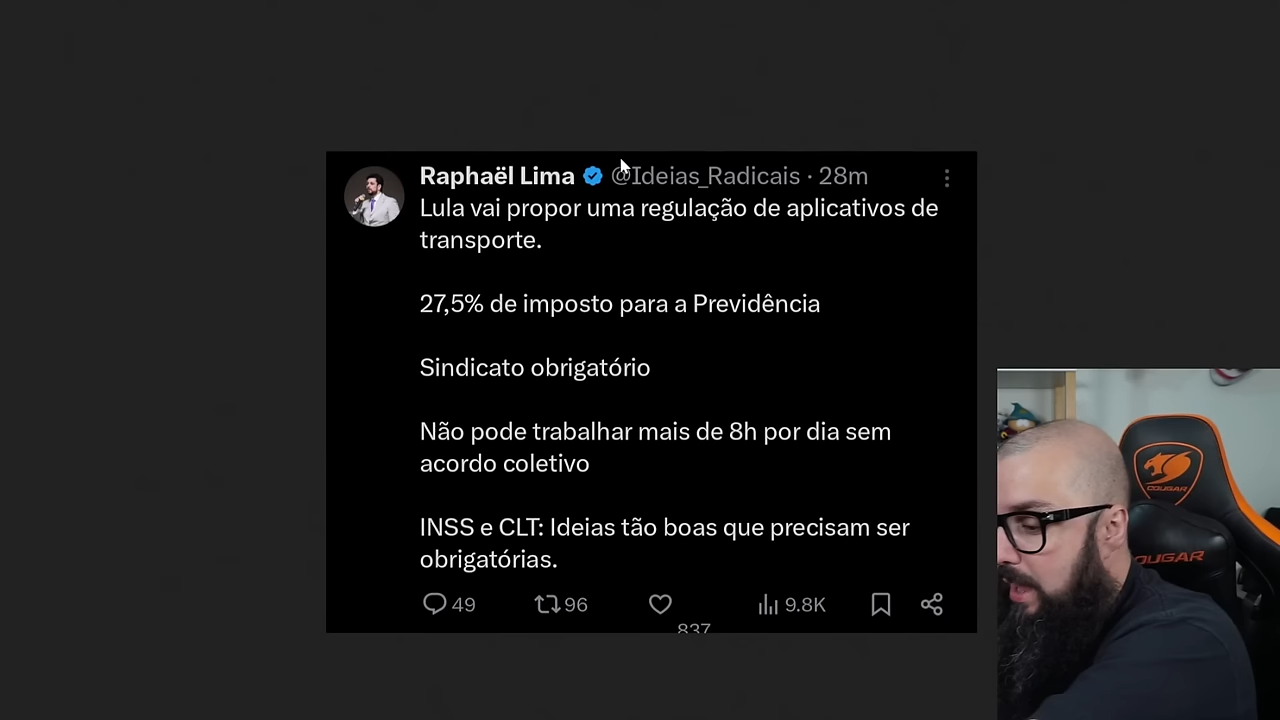 Raphaël Lima @Ideias_Radicais · 28m
Lula vai propor uma regulação de aplicativos de
transporte.
27,5% de imposto para a Previdência
Sindicato obrigatório
Não pode trabalhar mais de 8h por dia sem
acordo coletivo
INSS e CLT: Ideias tão boas que precisam ser
obrigatórias.
49 96 9.8K
837
COUGAR
COUGAR